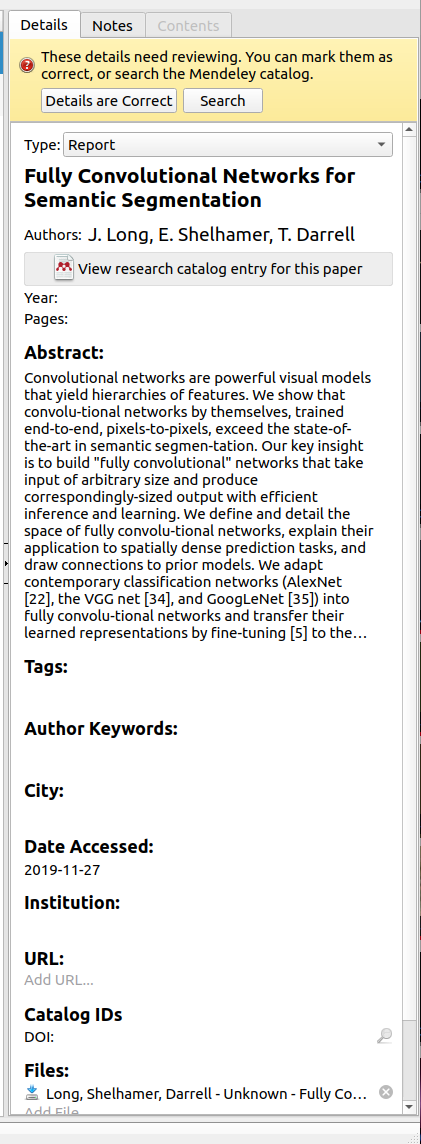 Details
Notes
Contents
These details need reviewing. You can mark them as
correct, or search the Mendeley catalog.
Details are Correct
Search
Type: Report
Fully Convolutional Networks for
Semantic Segmentation
Authors: J. Long, E. Shelhamer, T. Darrell
View research catalog entry for this paper
Year:
Pages:
Abstract:
Convolutional networks are powerful visual models
that yield hierarchies of features. We show that
convolu-tional networks by themselves, trained
end-to-end, pixels-to-pixels, exceed the state-of-
the-art in semantic segmen-tation. Our key insight
is to build "fully convolutional" networks that take
input of arbitrary size and produce
correspondingly-sized output with efficient
inference and learning. We define and detail the
space of fully convolu-tional networks, explain their
application to spatially dense prediction tasks, and
draw connections to prior models. We adapt
contemporary classification networks (AlexNet
[22], the VGG net [34], and GoogLeNet [35]) into
fully convolu-tional networks and transfer their
learned representations by fine-tuning [5] to the...
Tags:
Author Keywords:
City:
Date Accessed:
2019-11-27
Institution:
URL:
Add URL...
Catalog IDs
DOI:
Files:
Long, Shelhamer, Darrell - Unknown - Fully Co...
Add File